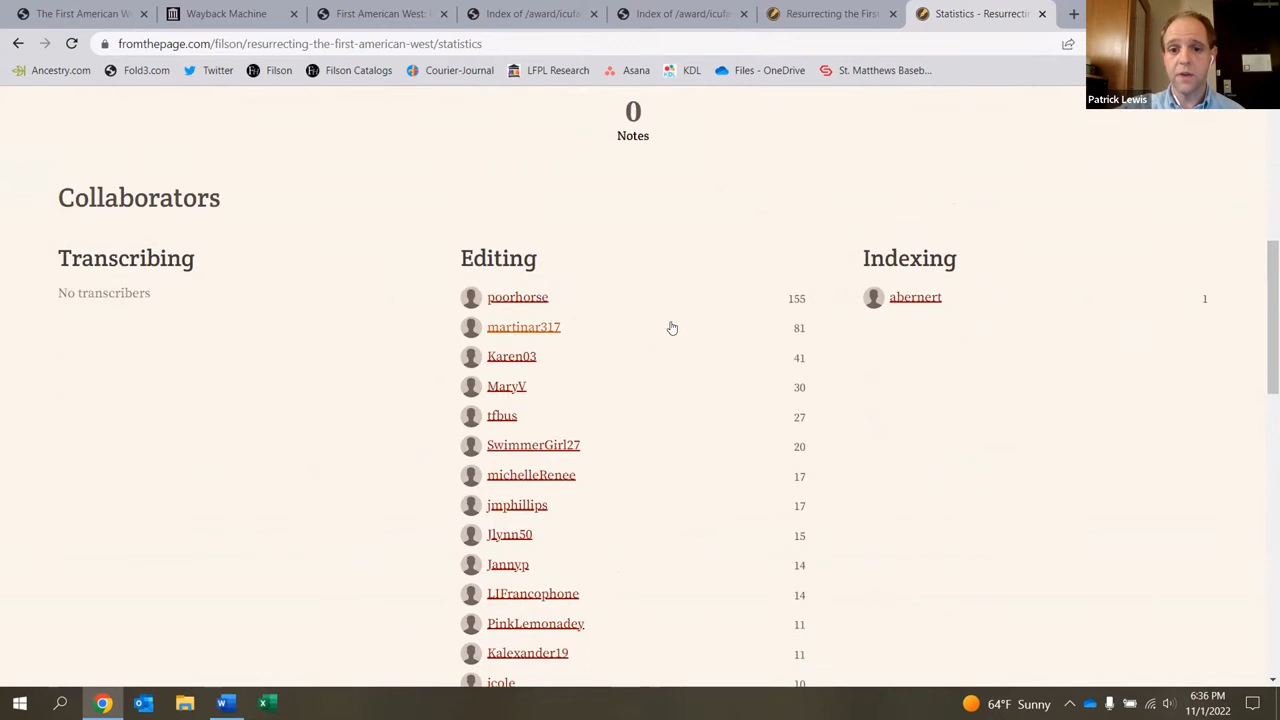 The First American W
Wayback Machine
First American West:
Index of /award/icufa
Index of /award/icufa
Resurrecting the First
Statistics - Resurrectin
fromthepage.com/filson/resurrecting-the-first-american-west/statistics
Ancestry.com
Fold3.com
Twitter
Filson
Filson Catalogs
Courier-Journal
LFPL Research
Asana
KDL
Files - OneDrive
St. Matthews Baseb...
Patrick Lewis
0
Notes
Collaborators
Transcribing
No transcribers
Editing
poorhorse 155
martinar317 81
Karen03 41
MaryV 30
tfbus 27
SwimmerGirl27 20
michelleRenee 17
jmphillips 17
Jlynn50 15
Jannyp 14
LIFrancophone 14
PinkLemonadey 11
Kalexander19 11
jcole 10
Indexing
abernert 1
64°F Sunny
6:36 PM
11/1/2022